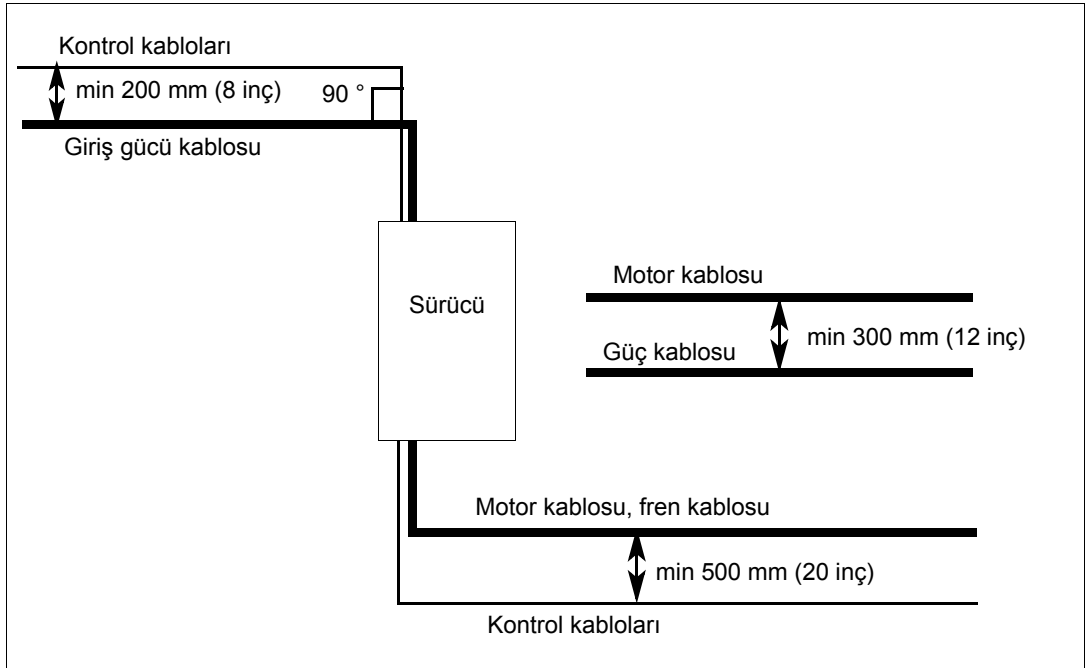 Kontrol kabloları
min 200 mm (8 inç)
90 °
Giriş gücü kablosu
Sürücü
Motor kablosu
min 300 mm (12 inç)
Güç kablosu
Motor kablosu, fren kablosu
min 500 mm (20 inç)
Kontrol kabloları